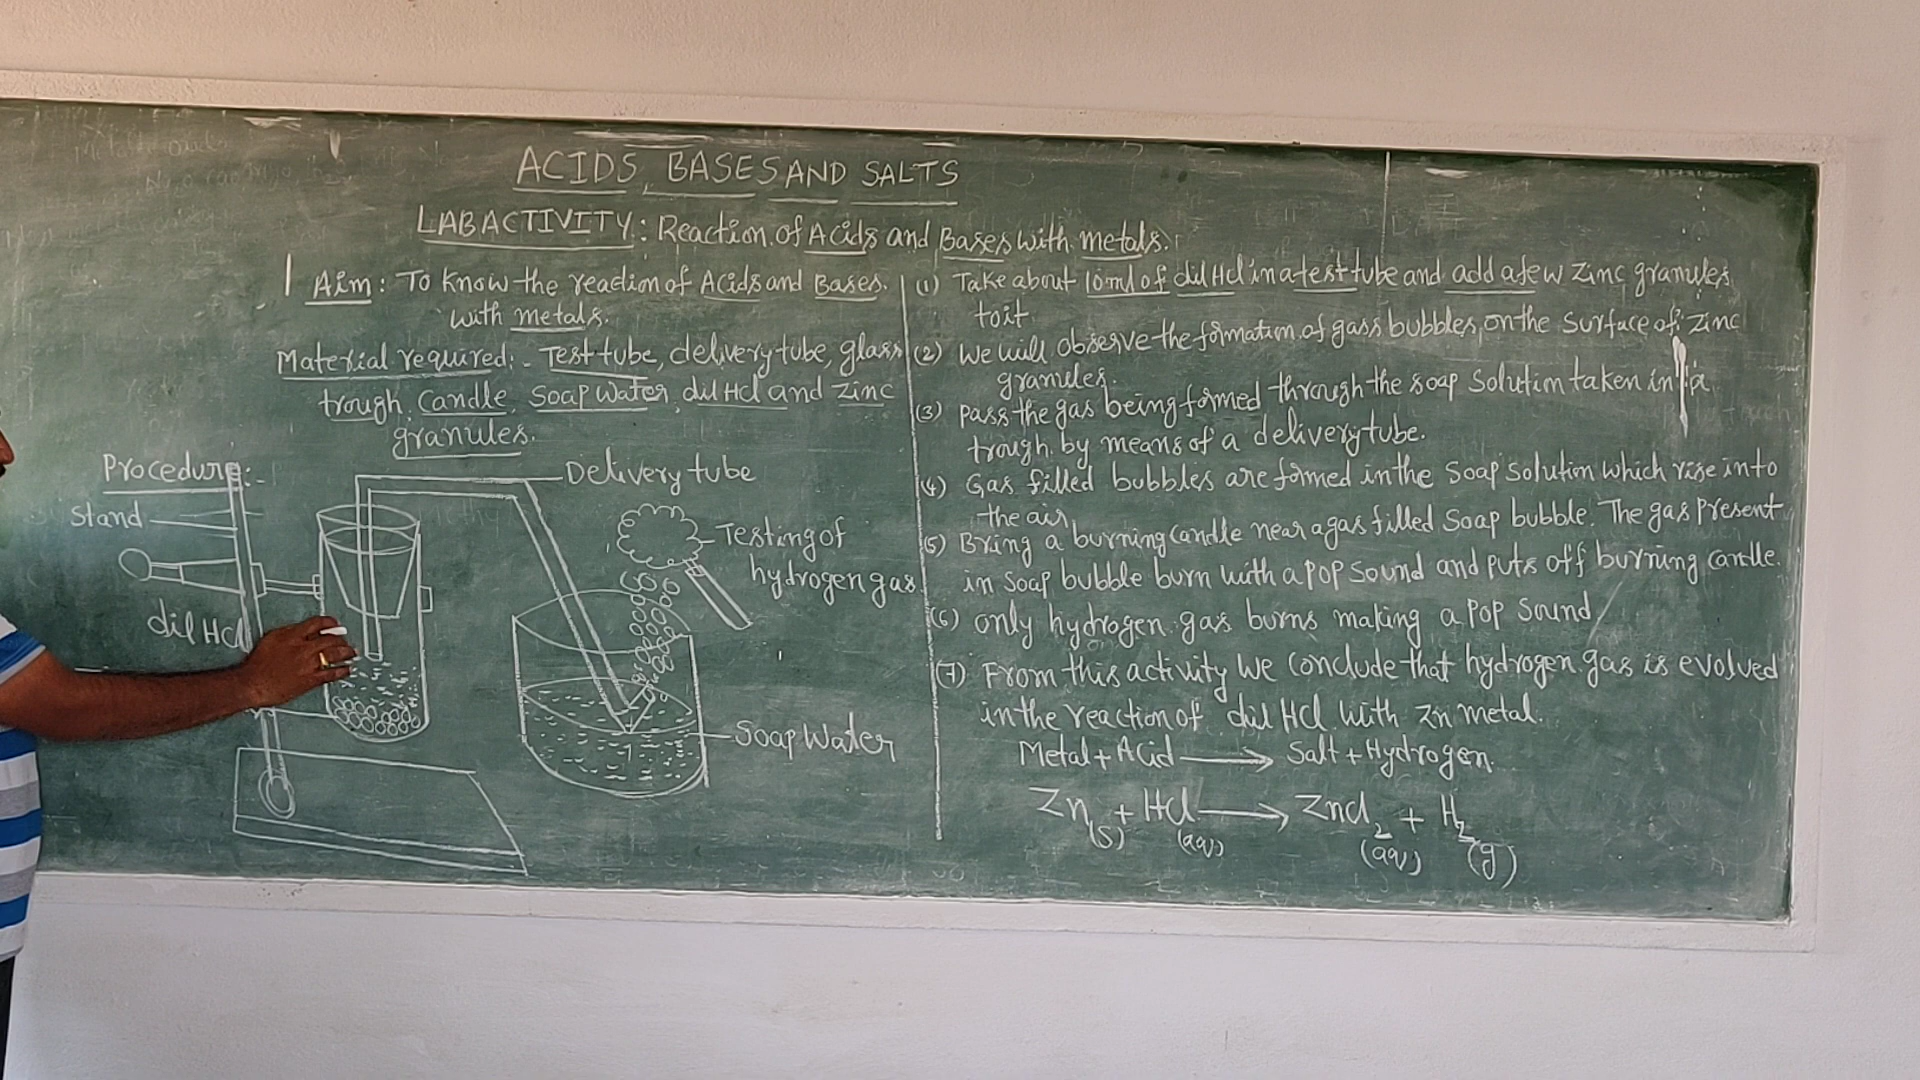 ACIDS, BASES AND SALTS
LAB ACTIVITY: Reaction of Acids and Bases with metals.
Aim: To know the reaction of Acids and Bases.
with metals.
Material required:- Test tube, delivery tube, glass
trough, Candle, Soap Water, dil Hcl and zinc
granules.
Procedure:-
Delivery tube
Stand
Testing of
hydrogen gas.
dil Hcl
Soap Water
(1) Take about 10ml of dil Hcl in a test tube and add a few zinc granules
to it.
(2) We will observe the formation of gass bubbles, on the surface of zinc
granules.
(3) Pass the gas being formed through the soap solution taken in a
trough by means of a delivery tube.
(4) Gas filled bubbles are formed in the soap solution which rise into
the air,
(5) Bring a burning candle near a gas filled soap bubble. The gas present
in soap bubble burn with a pop sound and puts off burning candle.
(6) only hydrogen gas burns making a pop sound
(7) From this activity we conclude that hydrogen gas is evolved
in the reaction of dil Hcl with Zn metal.
Metal + Acid ⟶ Salt + Hydrogen.
Zn(s) + Hcl(aq) ⟶ Zncl₂(aq) + H₂(g)